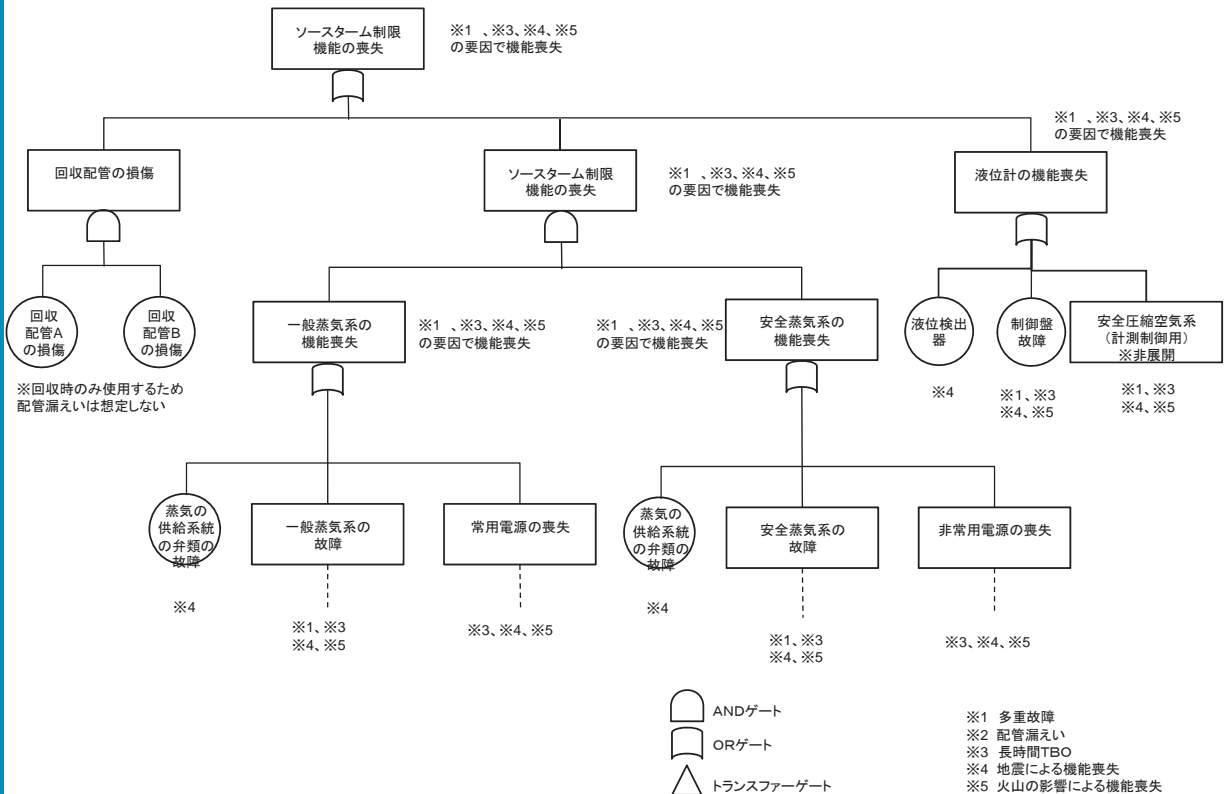 ソースターム制限
機能の喪失
※1 、※3、※4、※5
の要因で機能喪失
※1 、※3、※4、※5
の要因で機能喪失
回収配管の損傷
ソースターム制限
機能の喪失
※1 、※3、※4、※5
の要因で機能喪失
液位計の機能喪失
回収
配管A
の損傷
回収
配管B
の損傷
※回収時のみ使用するため
配管漏えいは想定しない
一般蒸気系の
機能喪失
※1 、※3、※4、※5
の要因で機能喪失
※1 、※3、※4、※5
の要因で機能喪失
安全蒸気系の
機能喪失
液位検出
器
※4
制御盤
故障
※1、※3
※4、※5
安全圧縮空気系
（計測制御用）
※非展開
※1、※3
※4、※5
蒸気の
供給系統
の弁類の
故障
※4
一般蒸気系の
故障
※1、※3
※4、※5
常用電源の喪失
※3、※4、※5
蒸気の
供給系統
の弁類の
故障
※4
安全蒸気系の
故障
※1、※3
※4、※5
非常用電源の喪失
※3、※4、※5
ANDゲート
ORゲート
トランスファーゲート
※1 多重故障
※2 配管漏えい
※3 長時間TBO
※4 地震による機能喪失
※5 火山の影響による機能喪失